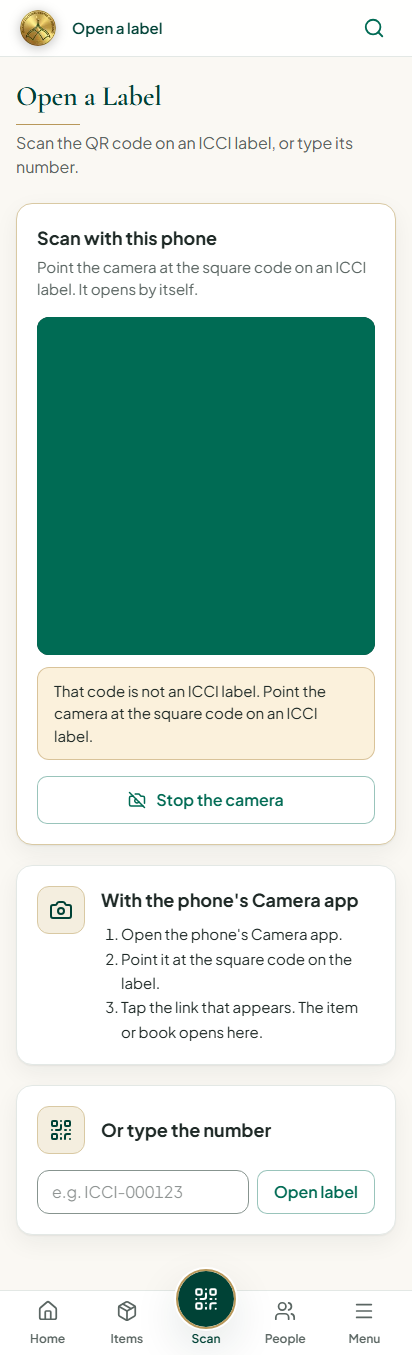 Open a label
Open a Label
Scan the QR code on an ICCI label, or type its
number.
Scan with this phone
Point the camera at the square code on an ICCI
label. It opens by itself.
That code is not an ICCI label. Point the
camera at the square code on an ICCI
label.
Stop the camera
With the phone's Camera app
1. Open the phone's Camera app.
2. Point it at the square code on the
label.
3. Tap the link that appears. The item
or book opens here.
Or type the number
e.g. ICCI-000123
Open label
Home
Items
Scan
People
Menu